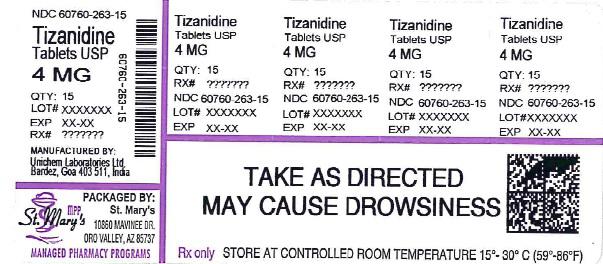 NDC 60760-263-15
Tizanidine
Tablets USP
4 MG
QTY: 15
LOT# XXXXXXX
EXP XX-XX
RX# ???????
60760-263-15
MANUFACTURED BY:
Unichem Laboratories Ltd,
Bardez, Goa 403 511, India
Tizanidine
Tablets USP
4 MG
QTY: 15
RX# ???????
NDC 60760-263-15
LOT# XXXXXXX
EXP XX-XX
Tizanidine
Tablets USP
4 MG
QTY: 15
RX# ???????
NDC 60760-263-15
LOT# XXXXXXX
EXP XX-XX
Tizanidine
Tablets USP
4 MG
QTY: 15
RX# ???????
NDC 60760-263-15
LOT# XXXXXXX
EXP XX-XX
Tizanidine
Tablets USP
4 MG
QTY: 15
RX# ???????
NDC 60760-263-15
LOT# XXXXXXX
EXP XX-XX
MPP
St. Mary's
MANAGED PHARMACY PROGRAMS
PACKAGED BY:
St. Mary's
10860 MAVINEE DR.
ORO VALLEY, AZ 85737
TAKE AS DIRECTED
MAY CAUSE DROWSINESS
Rx only STORE AT CONTROLLED ROOM TEMPERATURE 15°- 30° C (59°-86°F)